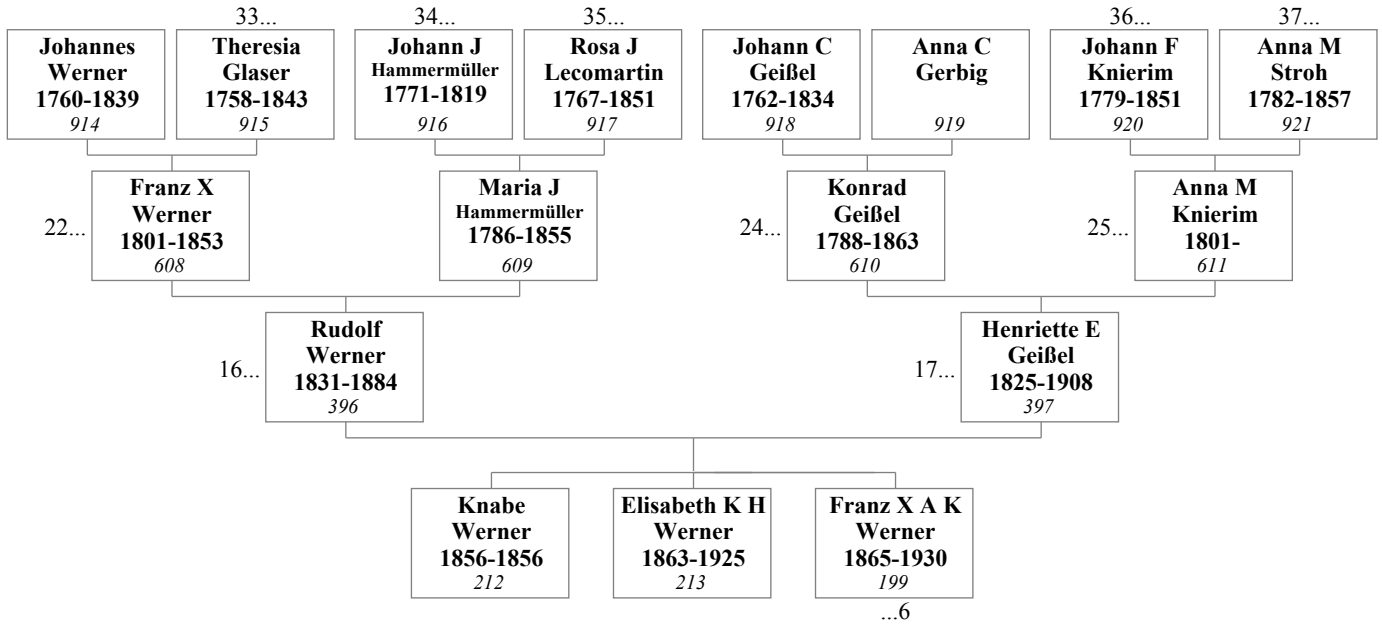 33...
34...
35...
36...
37...
Johannes
Werner
1760-1839
914
Theresia
Glaser
1758-1843
915
Johann J
Hammermüller
1771-1819
916
Rosa J
Lecomartin
1767-1851
917
Johann C
Geißel
1762-1834
918
Anna C
Gerbig
919
Johann F
Knierim
1779-1851
920
Anna M
Stroh
1782-1857
921
22...
Franz X
Werner
1801-1853
608
Maria J
Hammermüller
1786-1855
609
24...
Konrad
Geißel
1788-1863
610
25...
Anna M
Knierim
1801-
611
16...
Rudolf
Werner
1831-1884
396
17...
Henriette E
Geißel
1825-1908
397
Knabe
Werner
1856-1856
212
Elisabeth K H
Werner
1863-1925
213
Franz X A K
Werner
1865-1930
199
...6